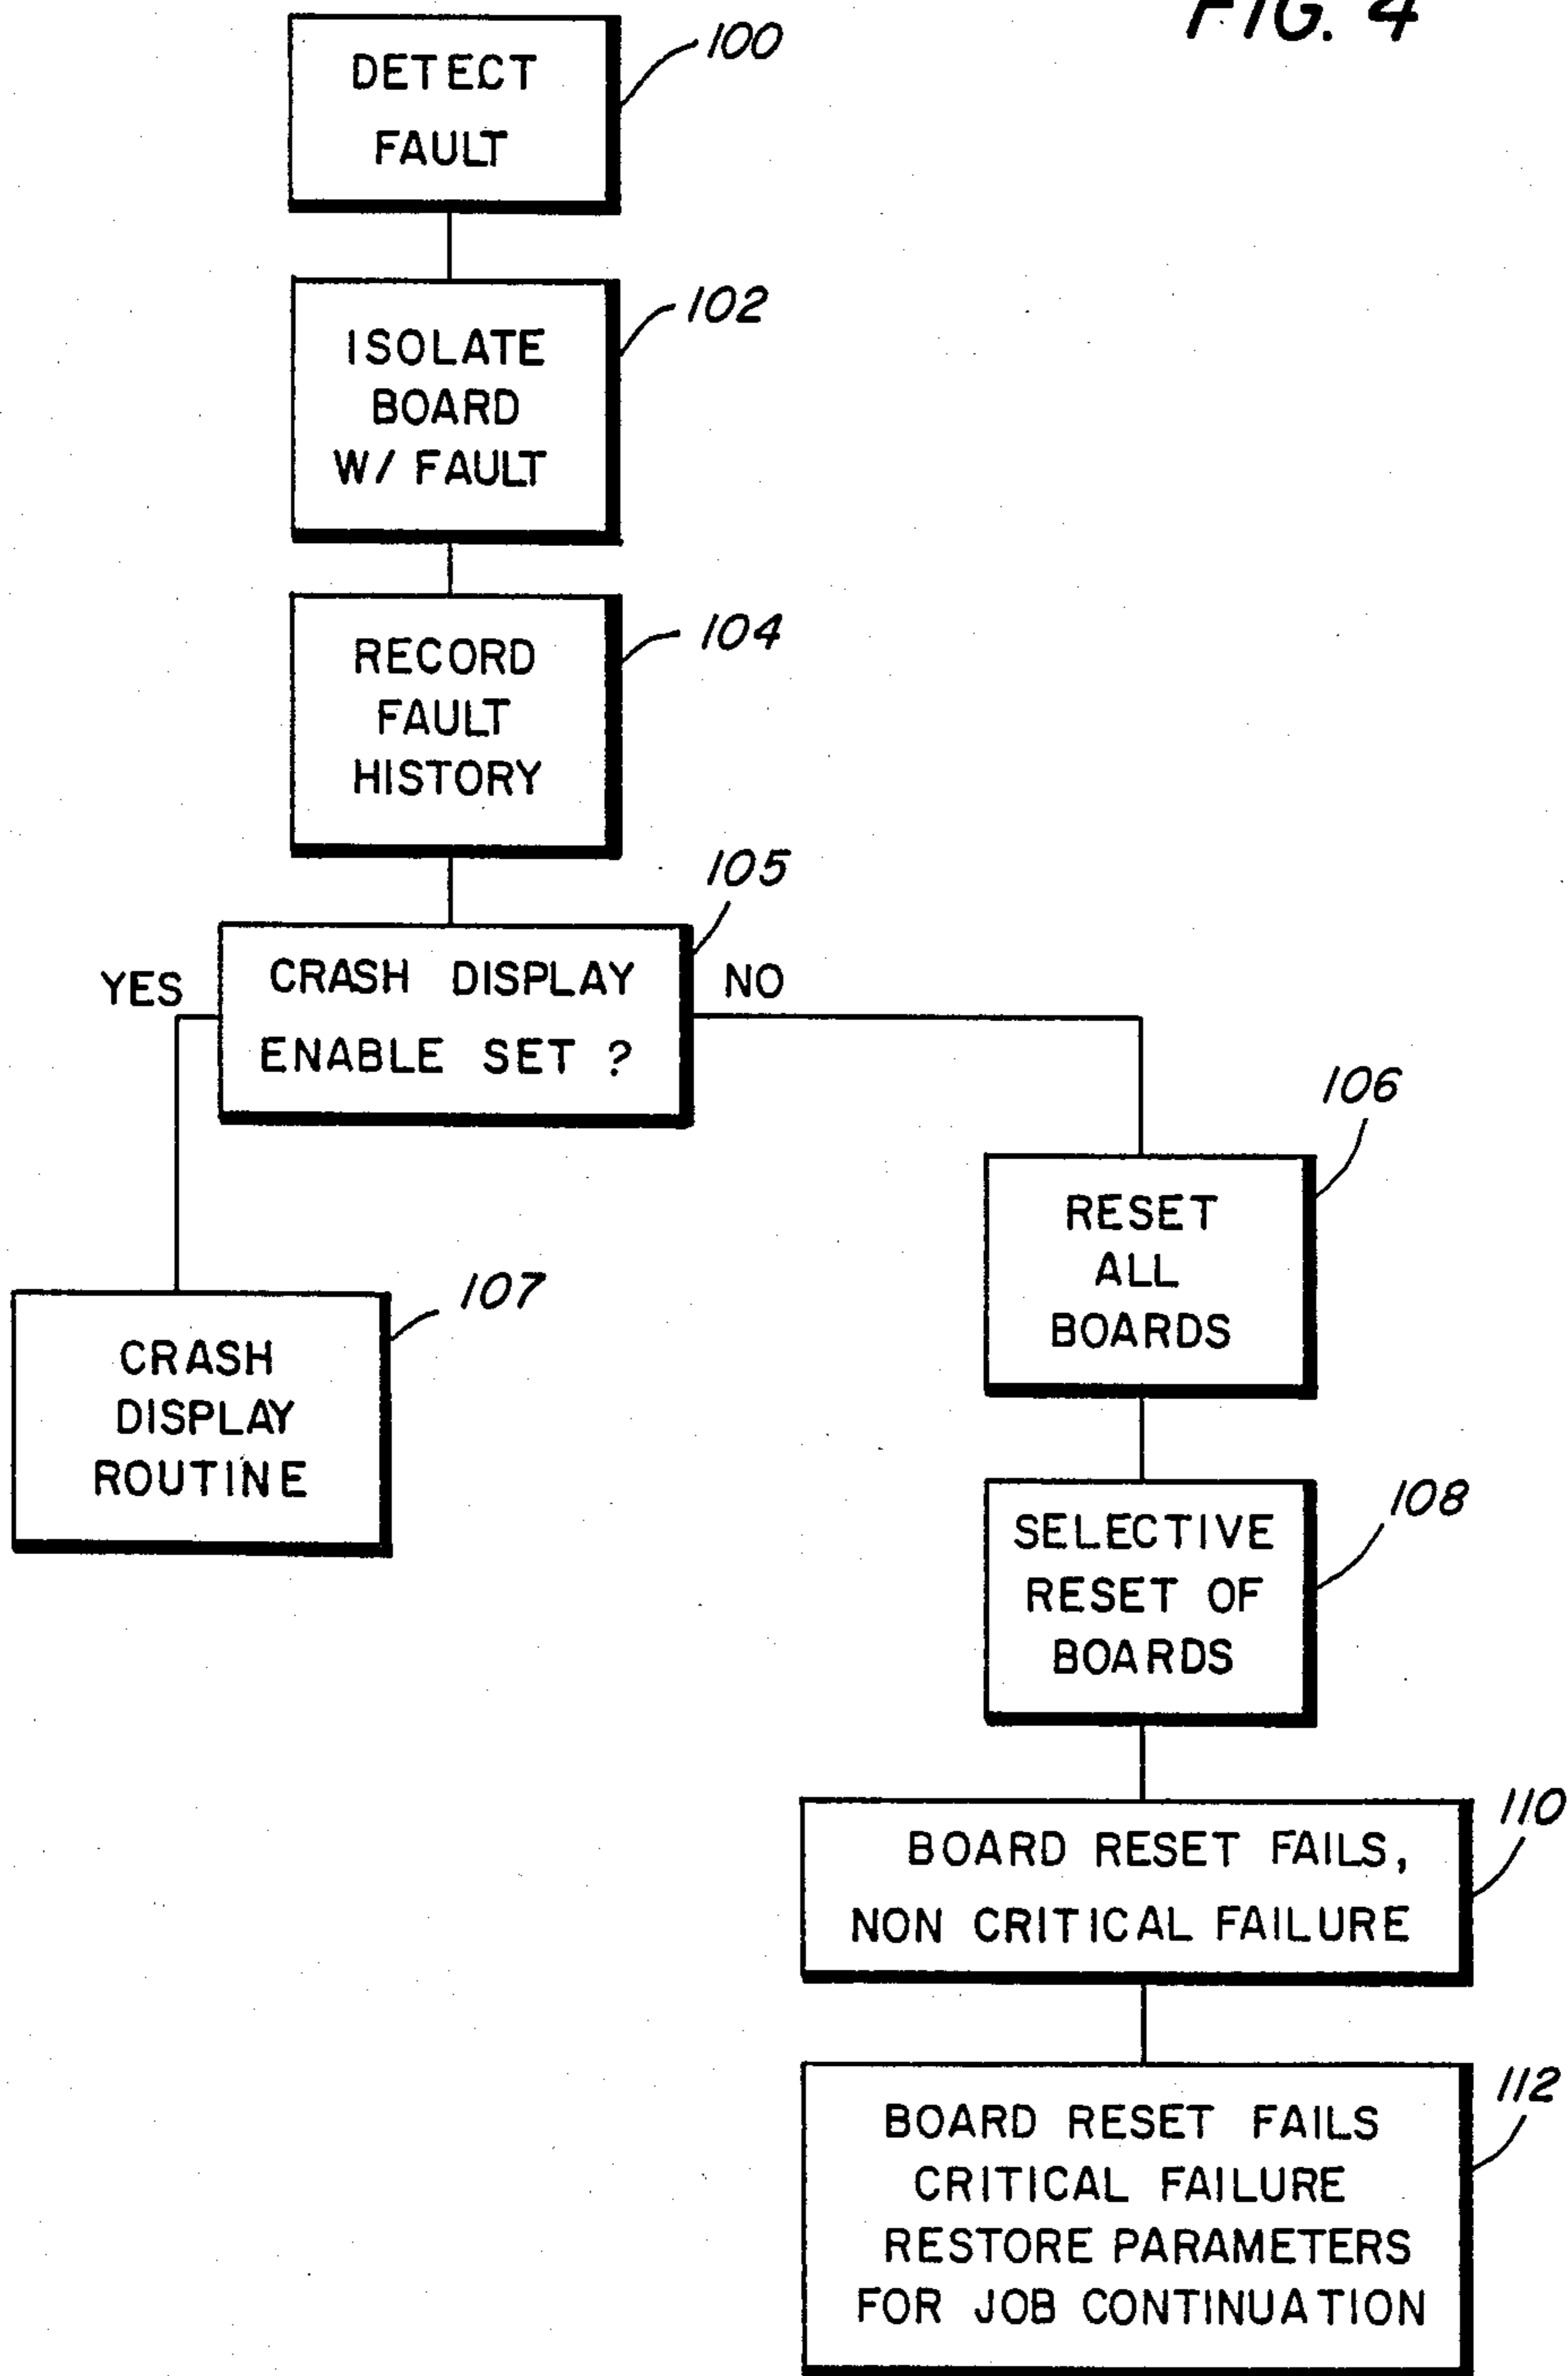 FIG. 4
100
DETECT
FAULT
102
ISOLATE
BOARD
W/ FAULT
104
RECORD
FAULT
HISTORY
105
YES
CRASH DISPLAY
ENABLE SET ?
NO
106
RESET
ALL
BOARDS
107
CRASH
DISPLAY
ROUTINE
108
SELECTIVE
RESET OF
BOARDS
110
BOARD RESET FAILS,
NON CRITICAL FAILURE
112
BOARD RESET FAILS
CRITICAL FAILURE
RESTORE PARAMETERS
FOR JOB CONTINUATION